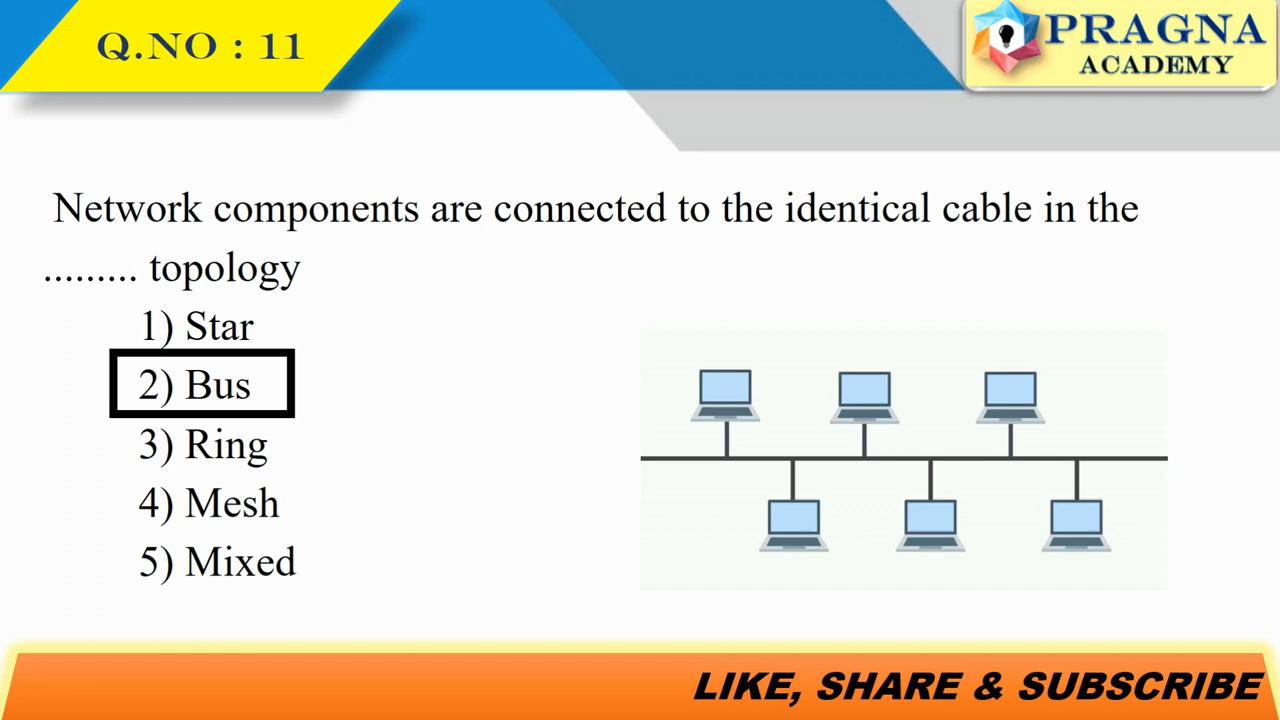 Q.NO : 11
PRAGNA
ACADEMY
Network components are connected to the identical cable in the
......... topology
1) Star
2) Bus
3) Ring
4) Mesh
5) Mixed
LIKE, SHARE & SUBSCRIBE